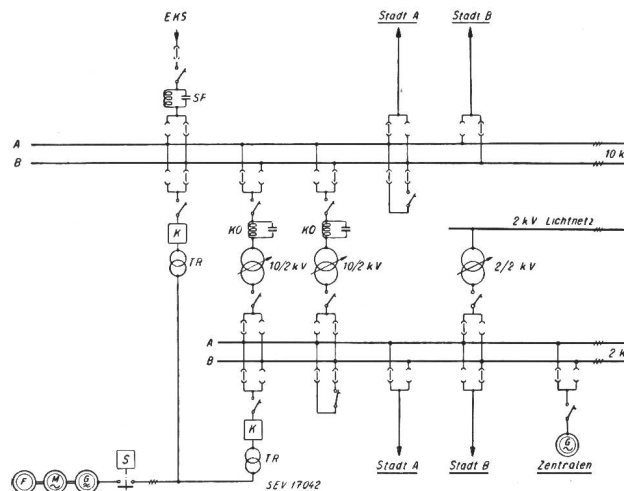 EKS
Stadt A
Stadt B
SF
A
B
10 k
2 kV Lichtnetz
K
KO
KO
TR
10/2 kV
10/2 kV
2/2 kV
A
B
2 k
K
G
S
TR
Stadt A
Stadt B
Zentralen
F
M
G
SEV 17042